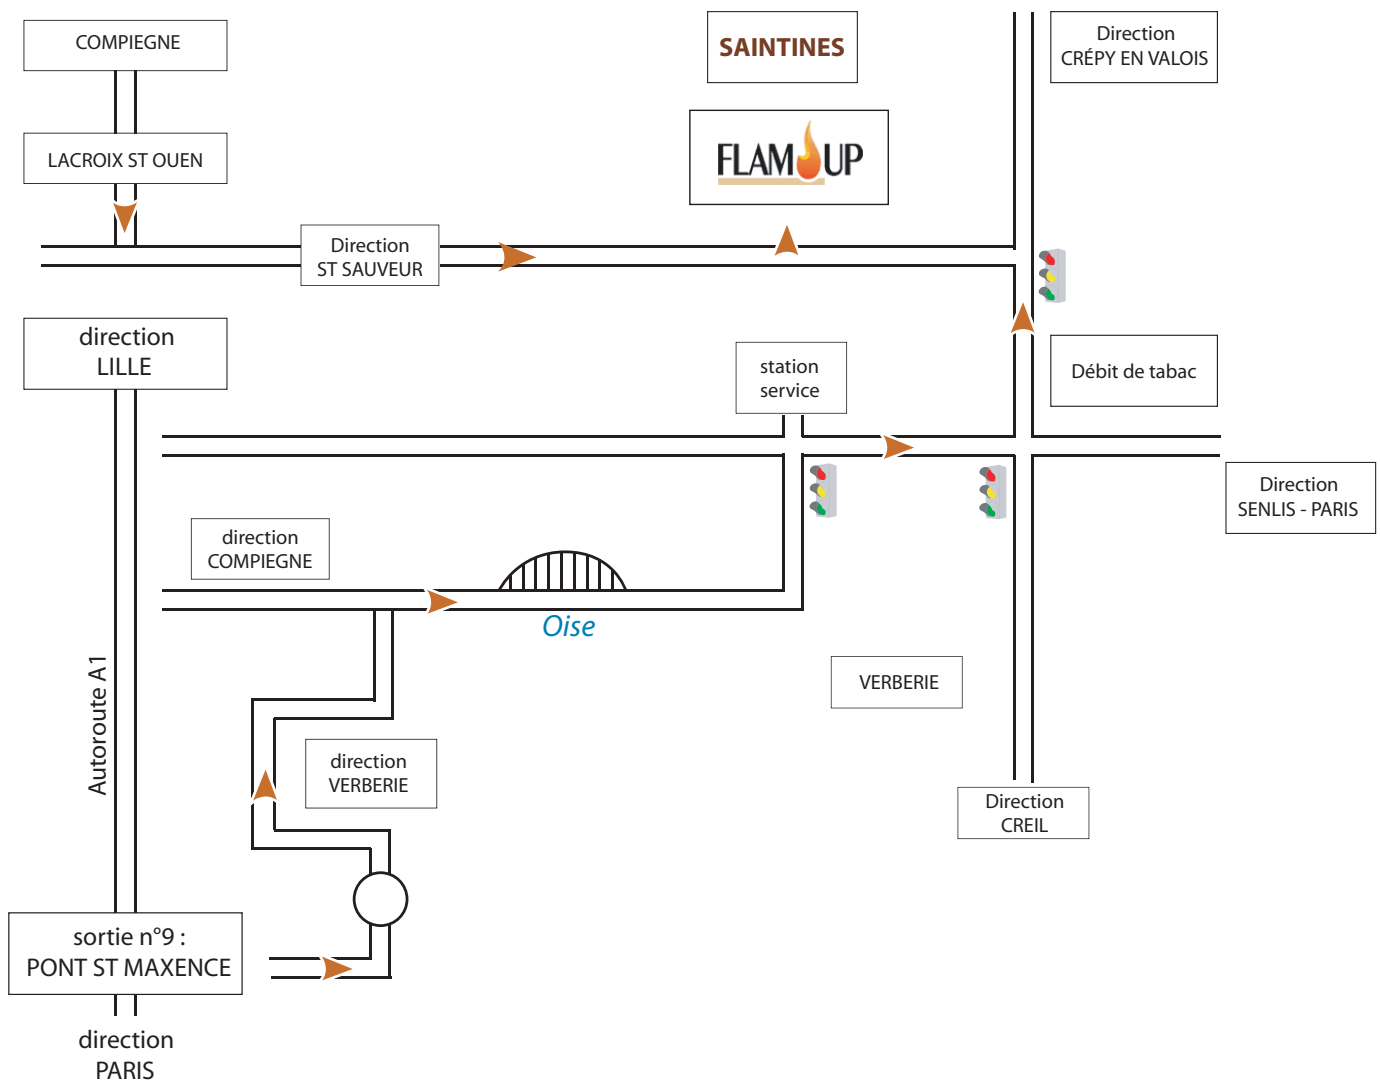 COMPIEGNE
SAINTINES
Direction
CRÉPY EN VALOIS
LACROIX ST OUEN
FLAM UP
Direction
ST SAUVEUR
direction
LILLE
station
service
Débit de tabac
Direction
SENLIS - PARIS
direction
COMPIEGNE
Oise
Autoroute A1
VERBERIE
direction
VERBERIE
Direction
CREIL
sortie n°9 :
PONT ST MAXENCE
direction
PARIS